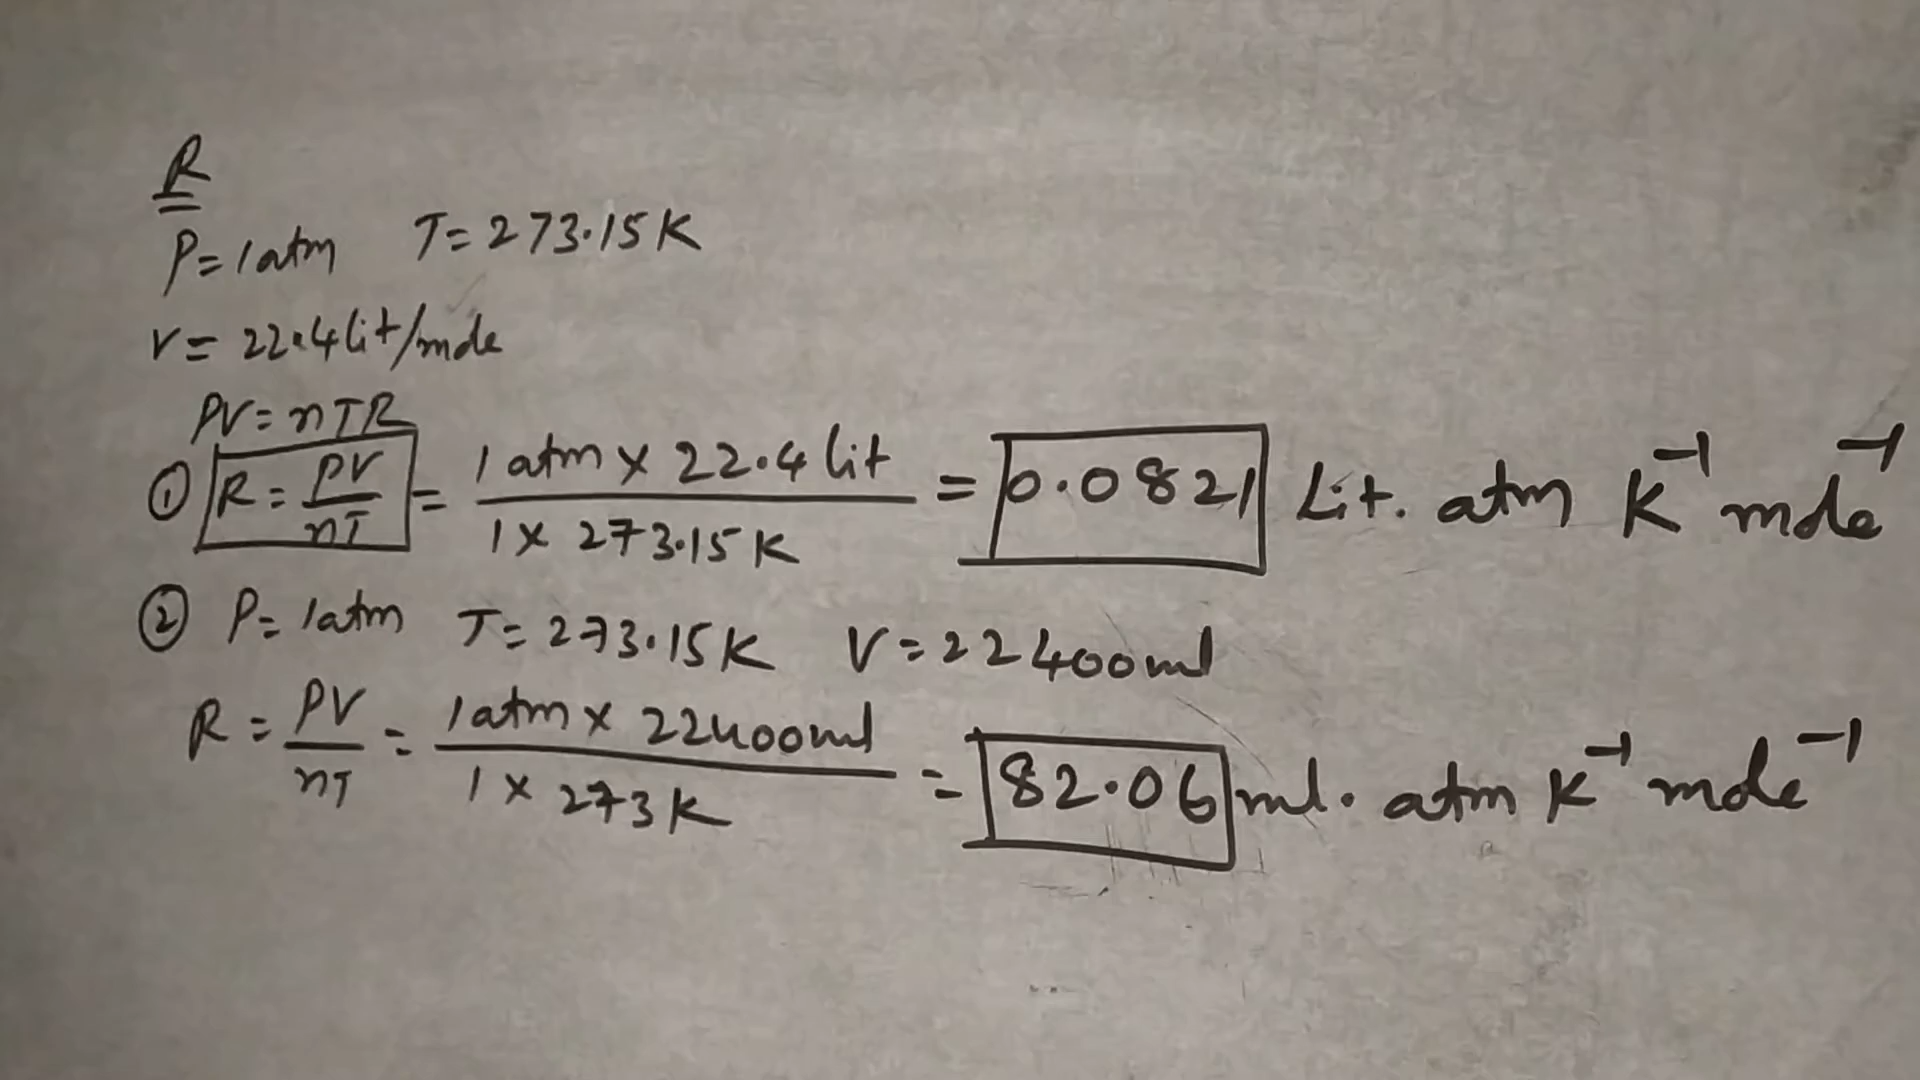 R
P=1atm T=273.15K
V= 22.4lit/mole
PV=nTR
① R = PV/nT = 1 atm x 22.4 lit / 1x 273.15K = 0.0821 Lit. atm K⁻¹ mole⁻¹
② P= 1atm T= 273.15K V=22400ml
R = PV/nT = 1atm x 22400ml / 1 x 273K = 82.06 ml. atm K⁻¹ mole⁻¹